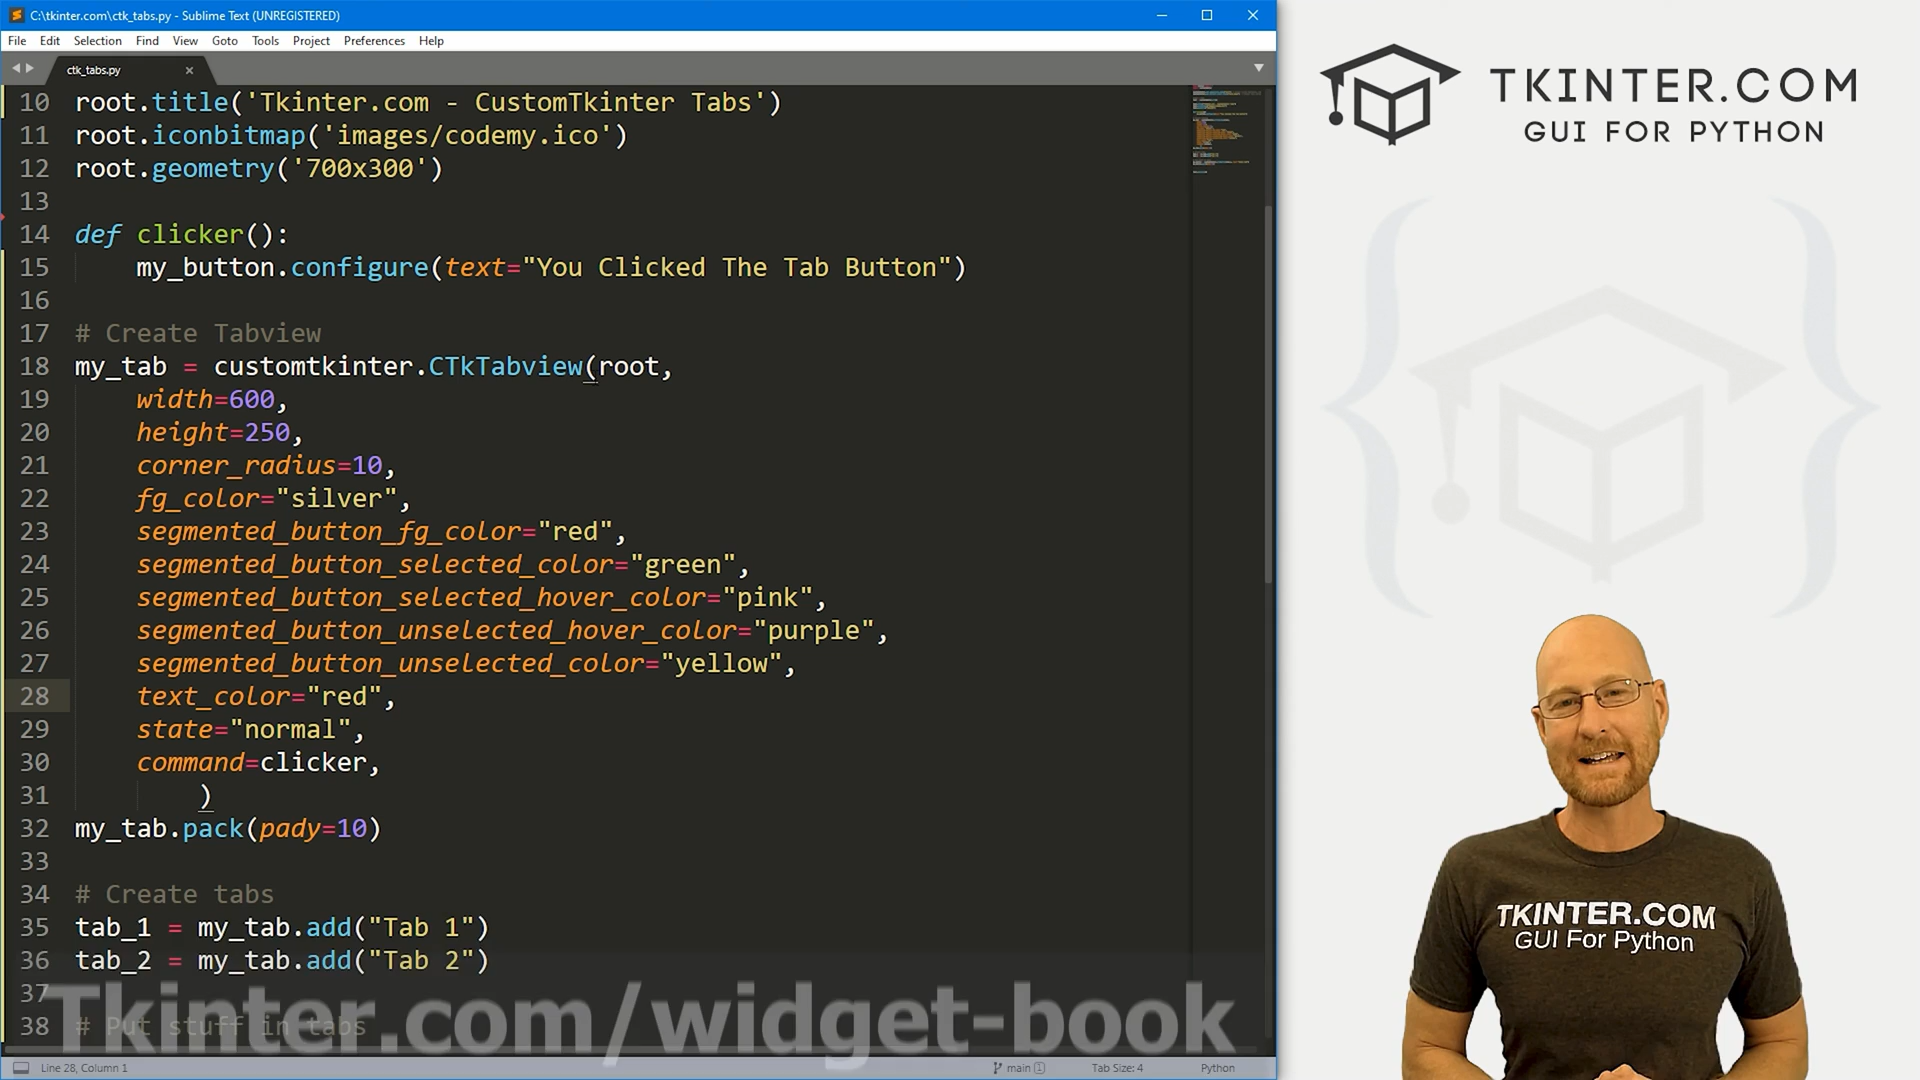 C:\tkinter.com\ctk_tabs.py - Sublime Text (UNREGISTERED)
File Edit Selection Find View Goto Tools Project Preferences Help
ctk_tabs.py
10 root.title('Tkinter.com - CustomTkinter Tabs')
11 root.iconbitmap('images/codemy.ico')
12 root.geometry('700x300')
13
14 def clicker():
15     my_button.configure(text="You Clicked The Tab Button")
16
17 # Create Tabview
18 my_tab = customtkinter.CTkTabview(root,
19     width=600,
20     height=250,
21     corner_radius=10,
22     fg_color="silver",
23     segmented_button_fg_color="red",
24     segmented_button_selected_color="green",
25     segmented_button_selected_hover_color="pink",
26     segmented_button_unselected_hover_color="purple",
27     segmented_button_unselected_color="yellow",
28     text_color="red",
29     state="normal",
30     command=clicker,
31         )
32 my_tab.pack(pady=10)
33
34 # Create tabs
35 tab_1 = my_tab.add("Tab 1")
36 tab_2 = my_tab.add("Tab 2")
37
38 # Put stuff in tabs
Tkinter.com/widget-book
Line 28, Column 1
main 1
Tab Size: 4
Python
TKINTER.COM
GUI FOR PYTHON
TKINTER.COM
GUI For Python